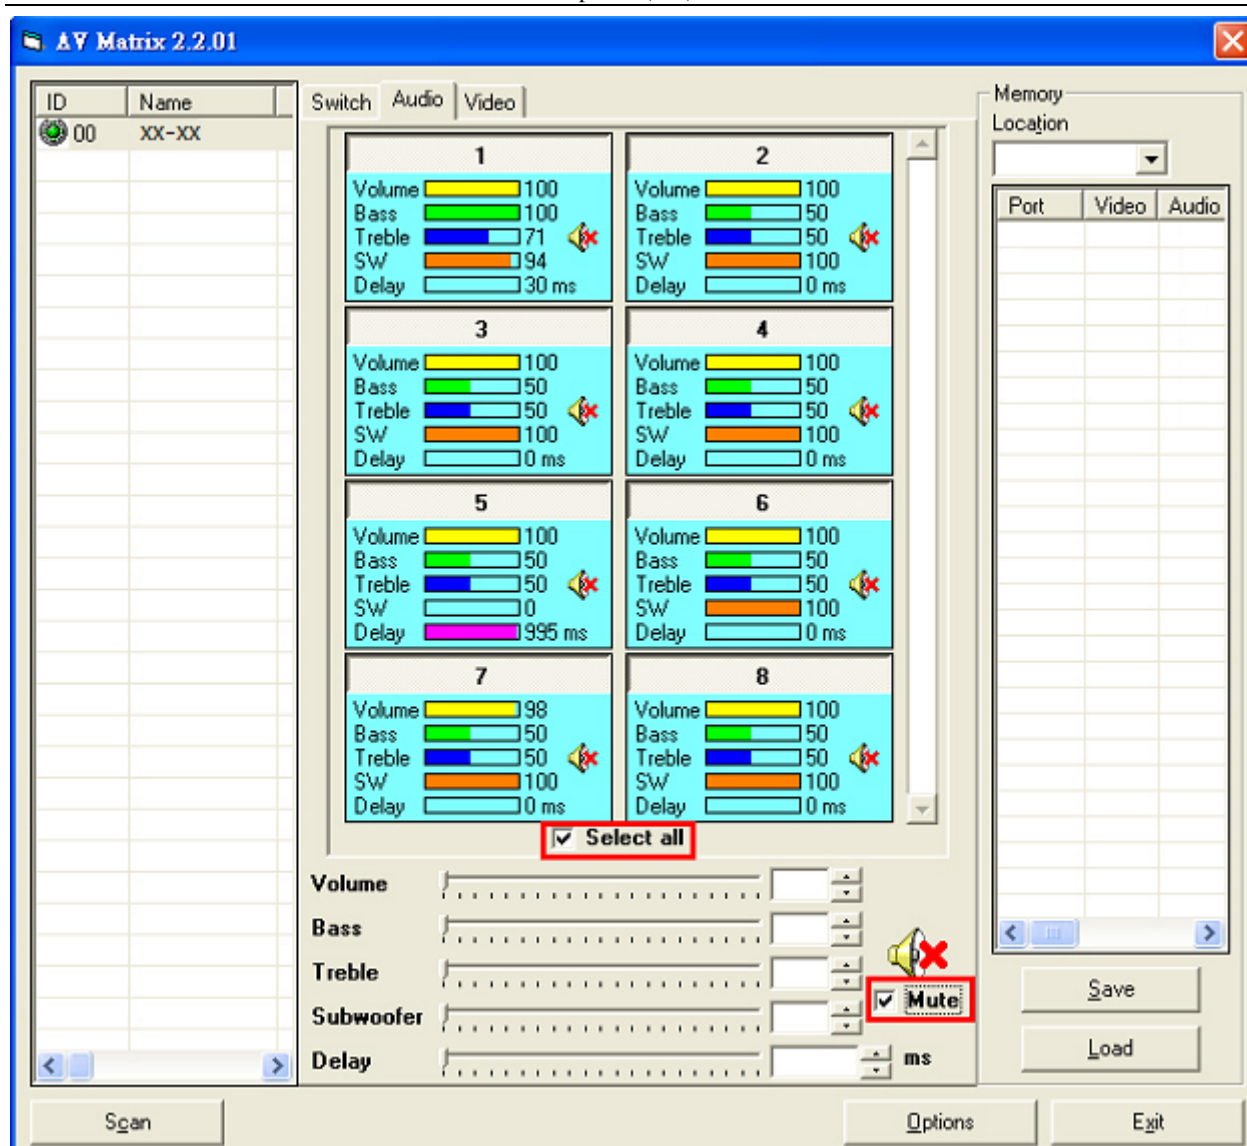 AV Matrix 2.2.01
ID Name
00 XX-XX
Switch Audio Video
1
Volume 100
Bass 100
Treble 71
SW 94
Delay 30 ms
2
Volume 100
Bass 50
Treble 50
SW 100
Delay 0 ms
3
Volume 100
Bass 50
Treble 50
SW 100
Delay 0 ms
4
Volume 100
Bass 50
Treble 50
SW 100
Delay 0 ms
5
Volume 100
Bass 50
Treble 50
SW 0
Delay 995 ms
6
Volume 100
Bass 50
Treble 50
SW 100
Delay 0 ms
7
Volume 98
Bass 50
Treble 50
SW 100
Delay 0 ms
8
Volume 100
Bass 50
Treble 50
SW 100
Delay 0 ms
Select all
Volume
Bass
Treble
Subwoofer
Delay ms
Mute
Memory
Location
Port Video Audio
Save
Load
Scan
Options
Exit